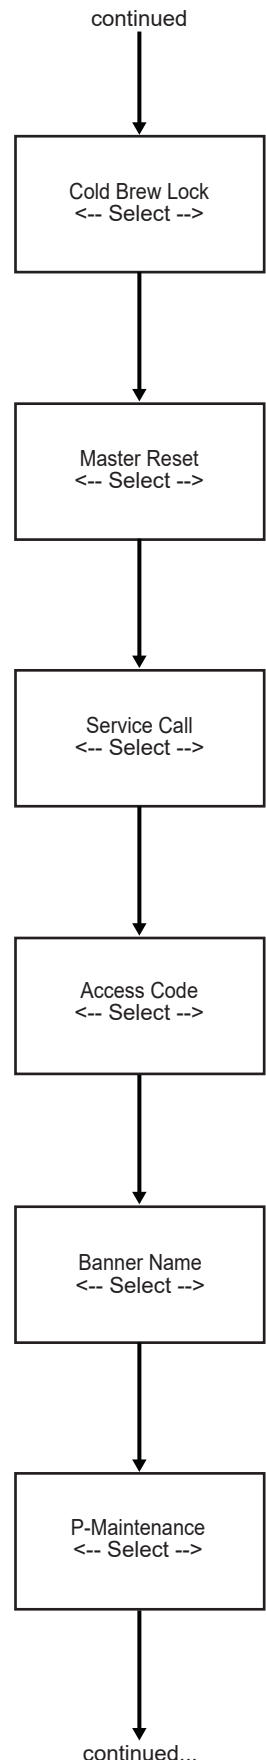 continued
Cold Brew Lock
<-- Select -->
Master Reset
<-- Select -->
Service Call
<-- Select -->
Access Code
<-- Select -->
Banner Name
<-- Select -->
P-Maintenance
<-- Select -->
continued...